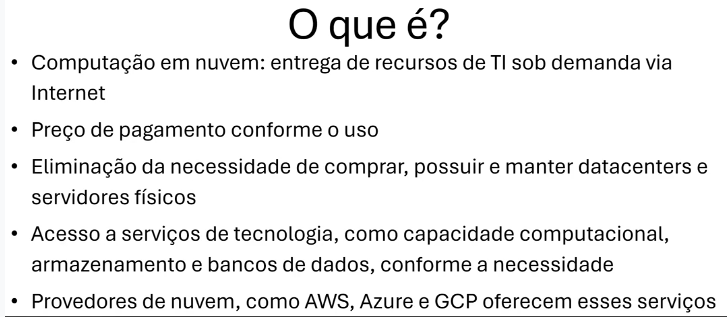 O que é?
• Computação em nuvem: entrega de recursos de TI sob demanda via
Internet
• Preço de pagamento conforme o uso
• Eliminação da necessidade de comprar, possuir e manter datacenters e
servidores físicos
• Acesso a serviços de tecnologia, como capacidade computacional,
armazenamento e bancos de dados, conforme a necessidade
• Provedores de nuvem, como AWS, Azure e GCP oferecem esses serviços